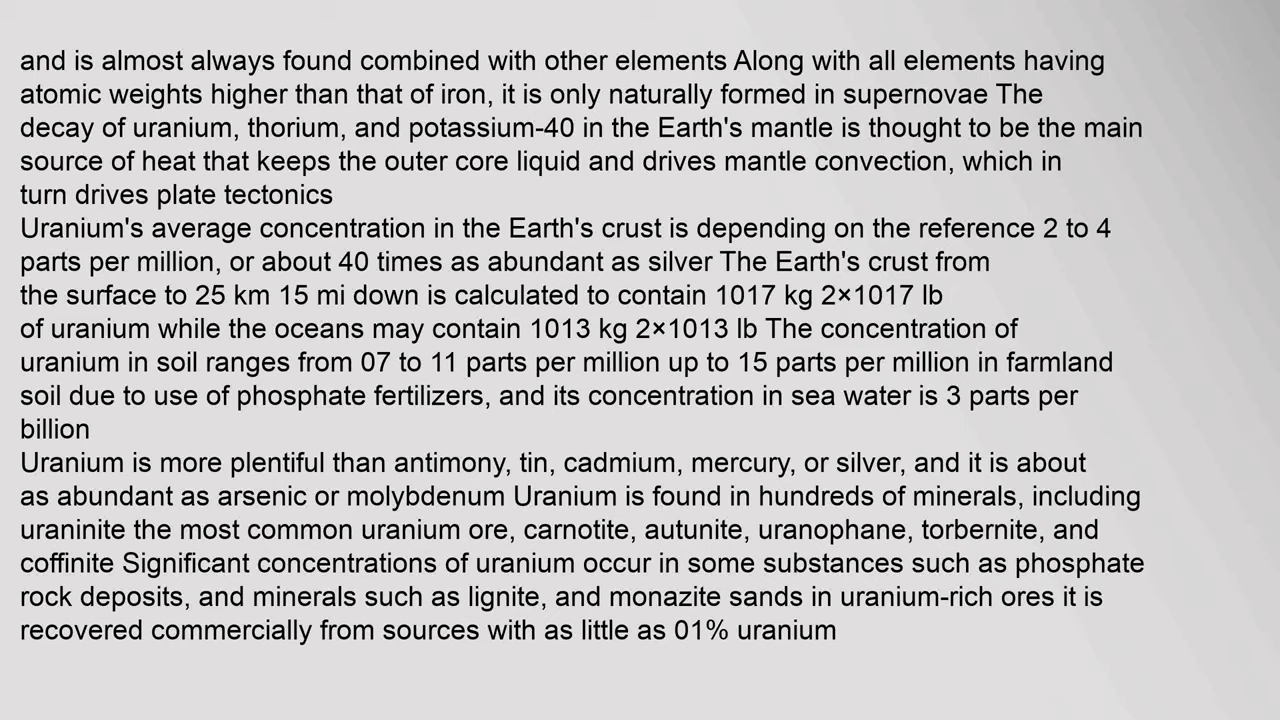 and is almost always found combined with other elements Along with all elements having
atomic weights higher than that of iron, it is only naturally formed in supernovae The
decay of uranium, thorium, and potassium-40 in the Earth's mantle is thought to be the main
source of heat that keeps the outer core liquid and drives mantle convection, which in
turn drives plate tectonics
Uranium's average concentration in the Earth's crust is depending on the reference 2 to 4
parts per million, or about 40 times as abundant as silver The Earth's crust from
the surface to 25 km 15 mi down is calculated to contain 1017 kg 2×1017 lb
of uranium while the oceans may contain 1013 kg 2×1013 lb The concentration of
uranium in soil ranges from 07 to 11 parts per million up to 15 parts per million in farmland
soil due to use of phosphate fertilizers, and its concentration in sea water is 3 parts per
billion
Uranium is more plentiful than antimony, tin, cadmium, mercury, or silver, and it is about
as abundant as arsenic or molybdenum Uranium is found in hundreds of minerals, including
uraninite the most common uranium ore, carnotite, autunite, uranophane, torbernite, and
coffinite Significant concentrations of uranium occur in some substances such as phosphate
rock deposits, and minerals such as lignite, and monazite sands in uranium-rich ores it is
recovered commercially from sources with as little as 01% uranium